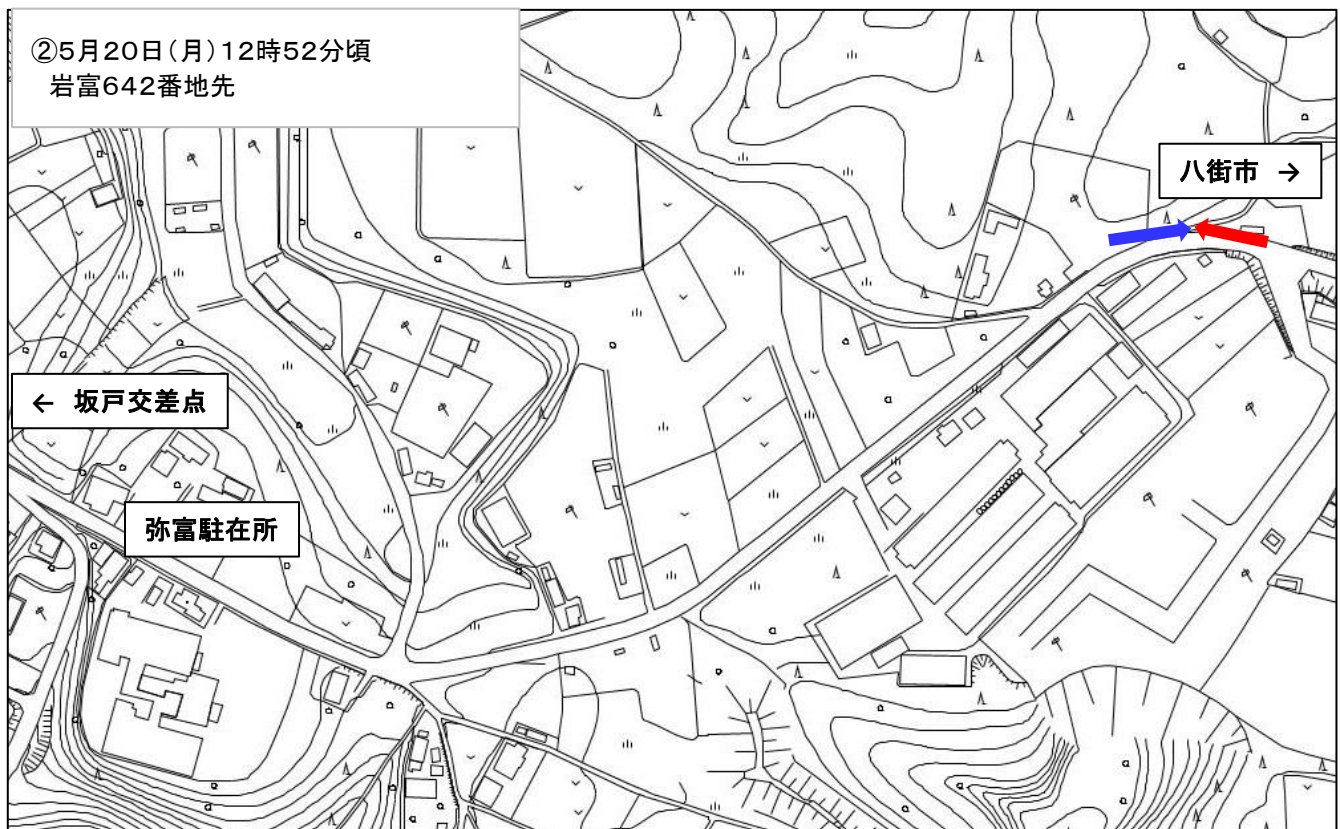 ②5月20日(月)12時52分頃
岩富642番地先
八街市 →
← 坂戸交差点
弥富駐在所